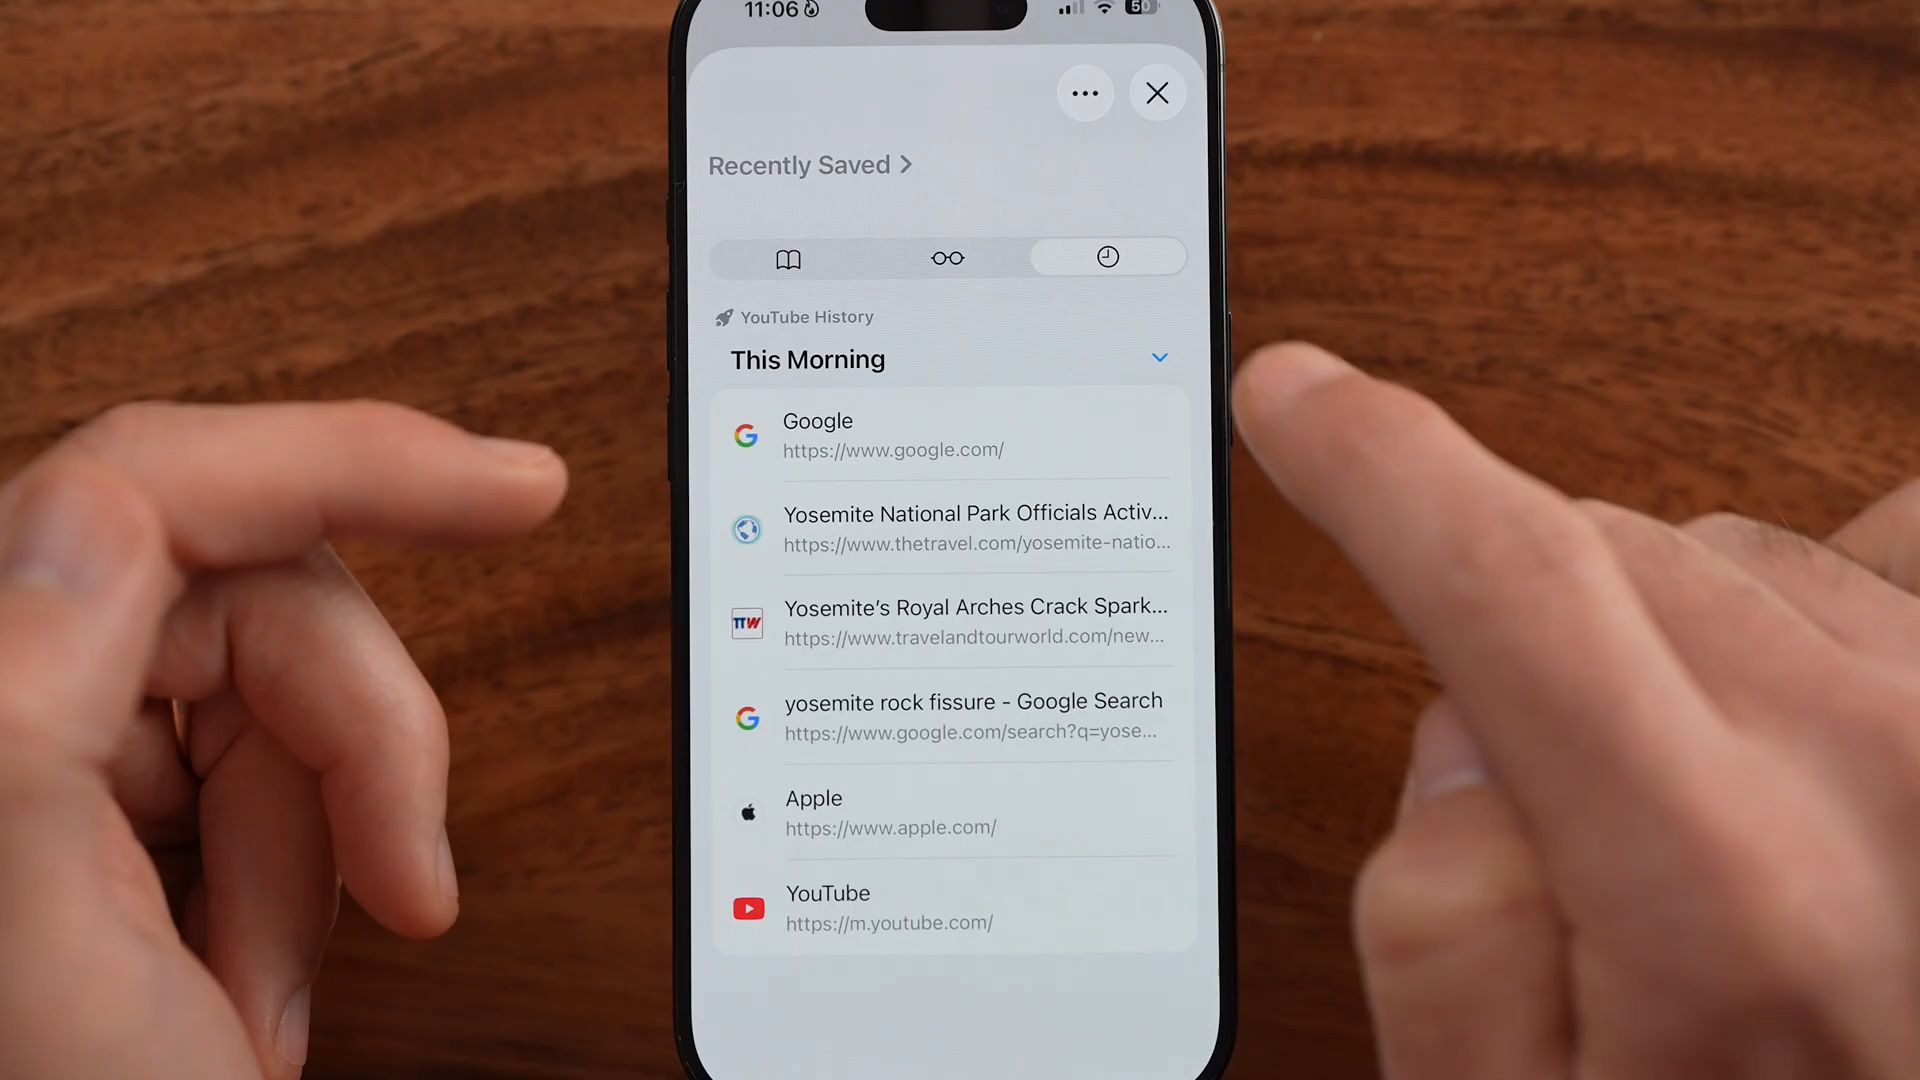 11:06
50
Recently Saved
YouTube History
This Morning
Google
https://www.google.com/
Yosemite National Park Officials Activ...
https://www.thetravel.com/yosemite-natio...
TTW
Yosemite’s Royal Arches Crack Spark...
https://www.travelandtourworld.com/new...
yosemite rock fissure - Google Search
https://www.google.com/search?q=yose...
Apple
https://www.apple.com/
YouTube
https://m.youtube.com/